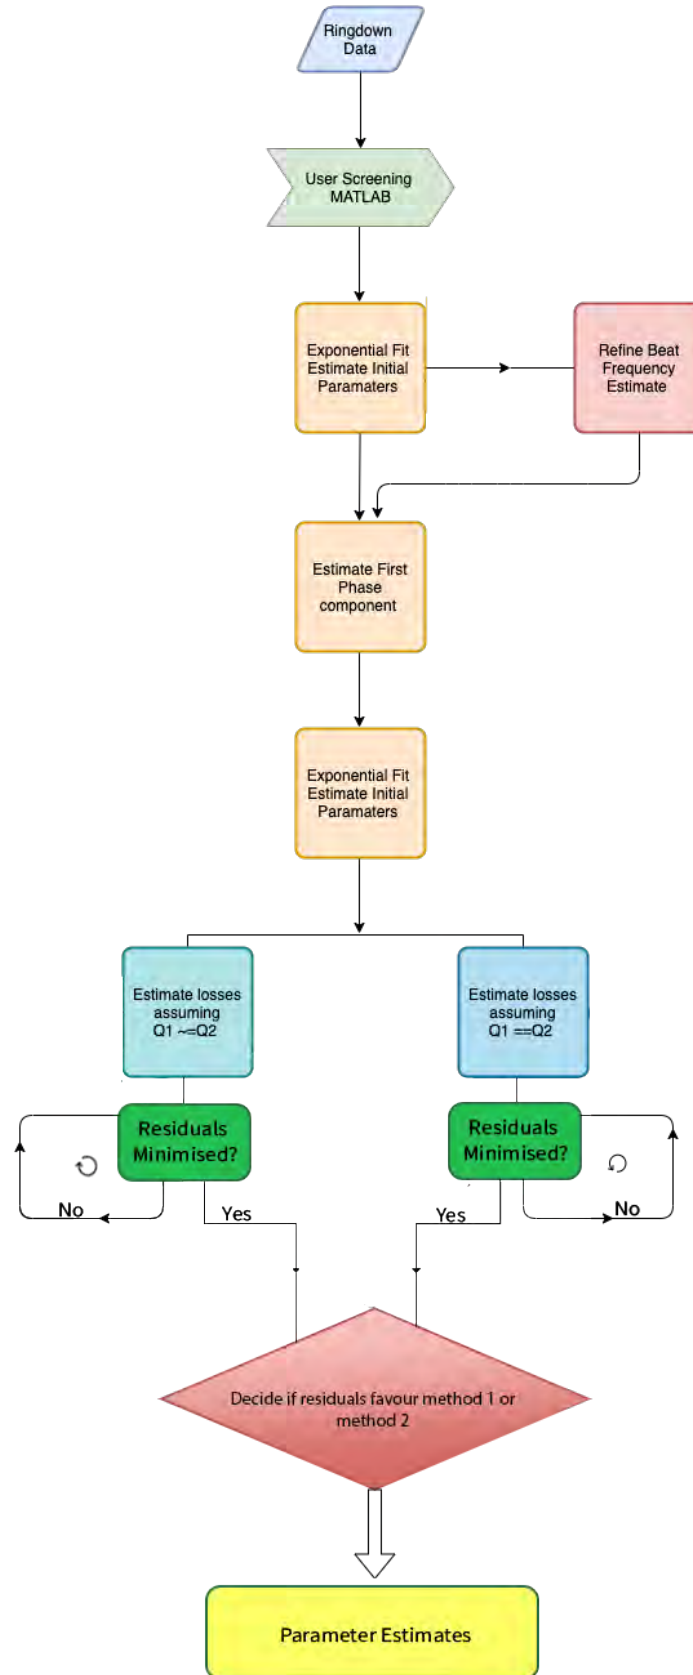 Ringdown
Data
User Screening
MATLAB
Exponential Fit
Estimate Initial
Paramaters
Refine Beat
Frequency
Estimate
Estimate First
Phase
component
Exponential Fit
Estimate Initial
Paramaters
Estimate losses
assuming
Q1 ~=Q2
Estimate losses
assuming
Q1 ==Q2
Residuals
Minimised?
Residuals
Minimised?
No
Yes
Yes
No
Decide if residuals favour method 1 or
method 2
Parameter Estimates